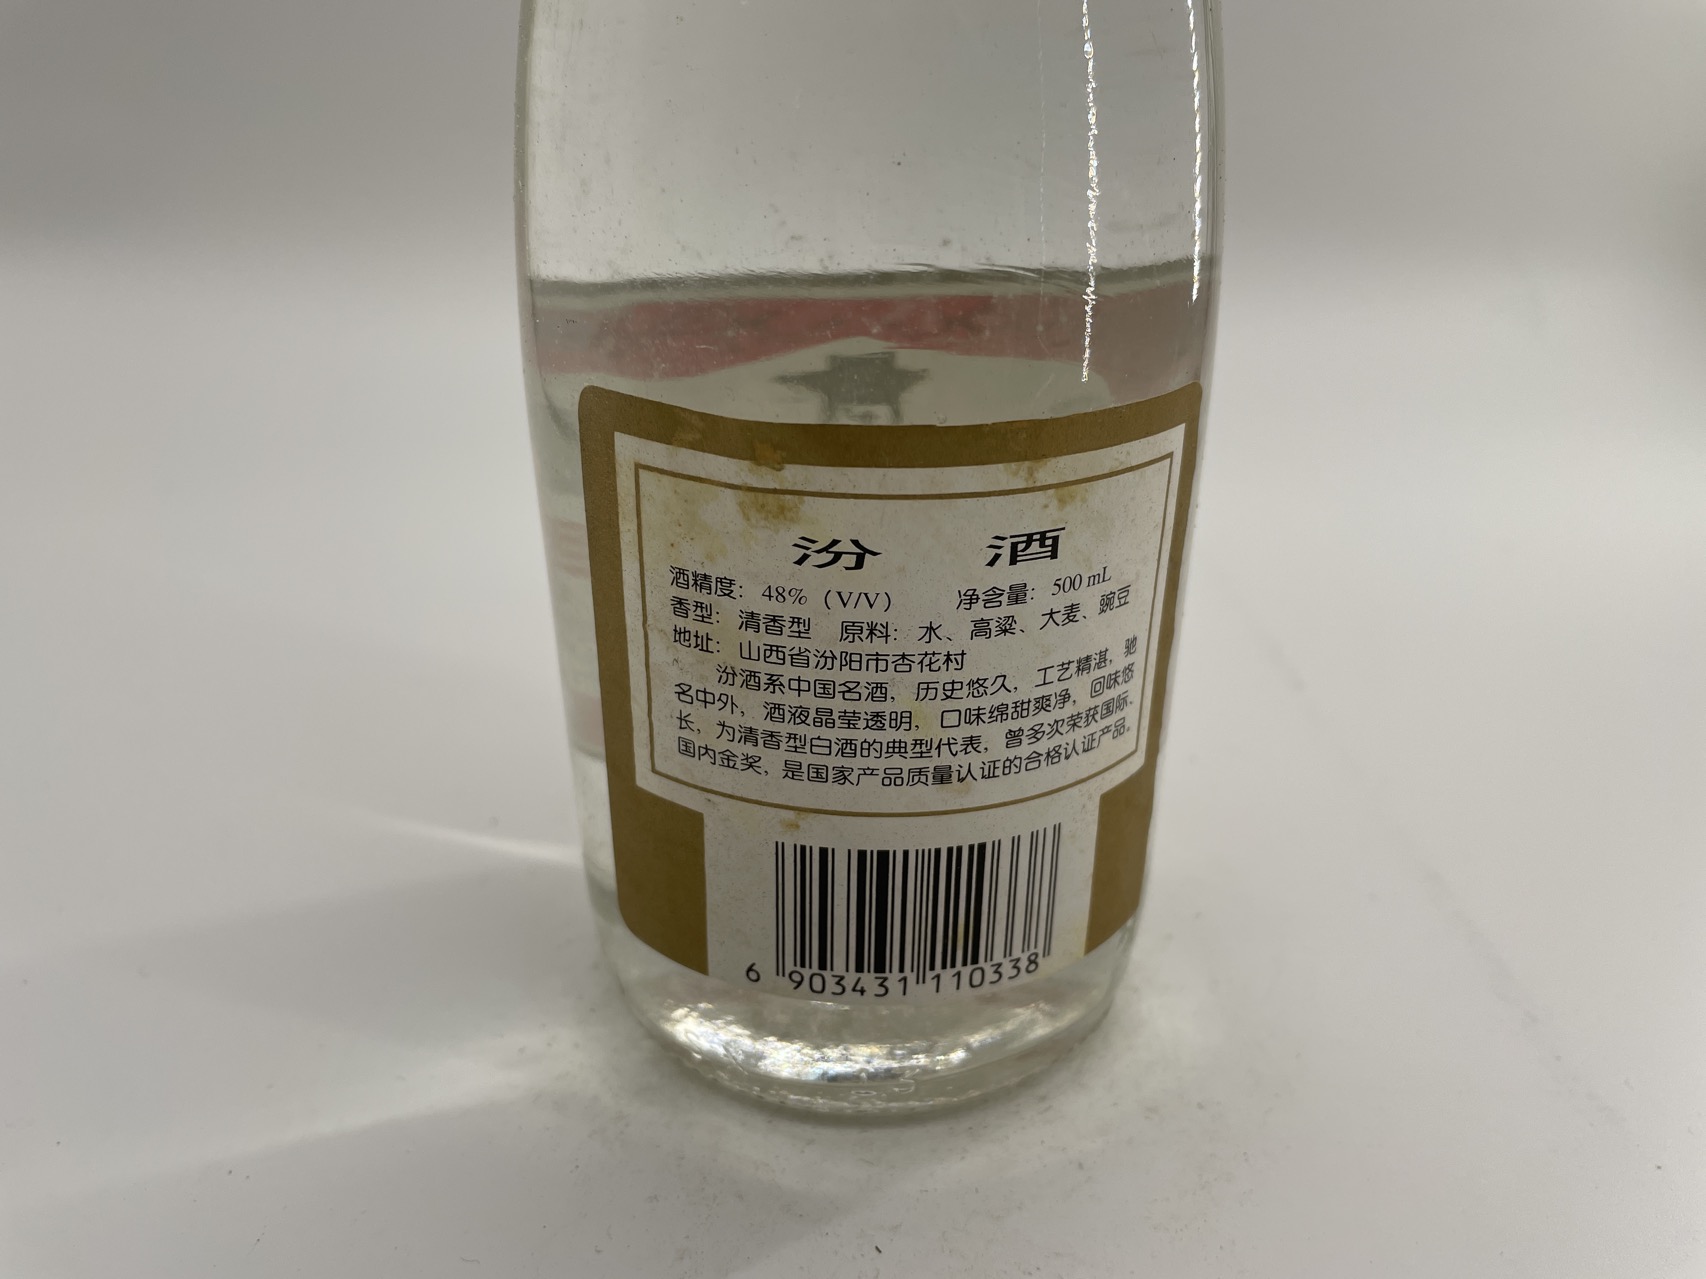 汾 酒
酒精度：48%（V/V） 净含量：500 mL
香型：清香型 原料：水、高粱、大麦、豌豆
地址：山西省汾阳市杏花村
汾酒系中国名酒，历史悠久，工艺精湛，驰
名中外，酒液晶莹透明，口味绵甜爽净，回味悠
长，为清香型白酒的典型代表，曾多次荣获国际、
国内金奖，是国家产品质量认证的合格认证产品。
6 903431 110338